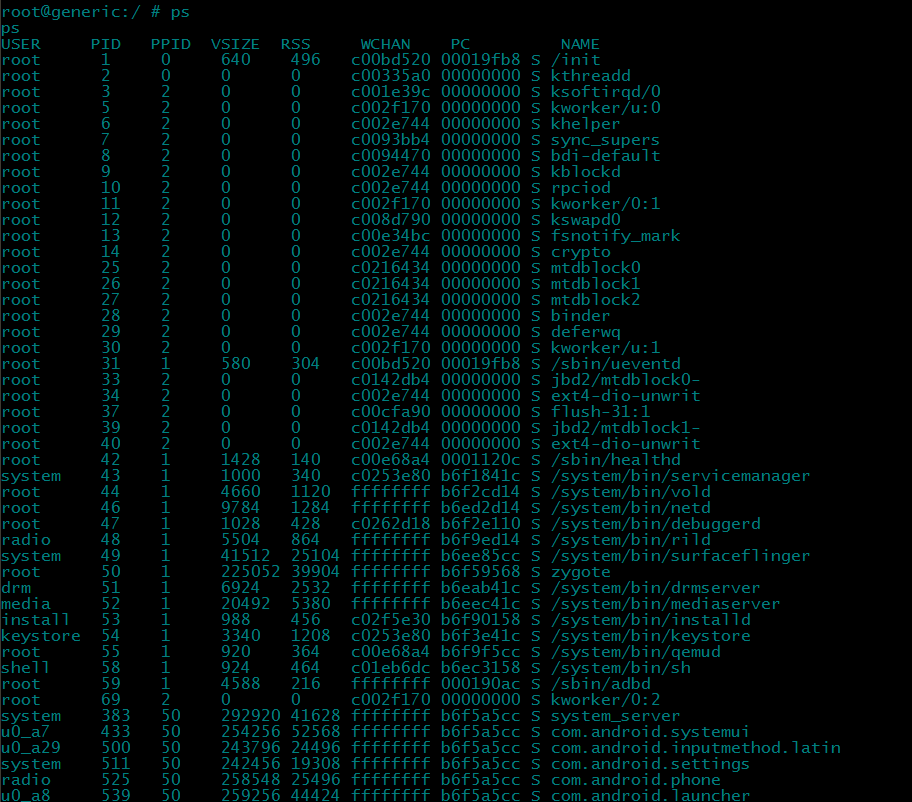 root@generic:/ # ps
ps
USER     PID   PPID  VSIZE  RSS     WCHAN    PC         NAME
root      1     0     640    496   c00bd520 00019fb8 S /init
root      2     0     0      0     c00335a0 00000000 S kthreadd
root      3     2     0      0     c001e39c 00000000 S ksoftirqd/0
root      5     2     0      0     c002f170 00000000 S kworker/u:0
root      6     2     0      0     c002e744 00000000 S khelper
root      7     2     0      0     c0093bb4 00000000 S sync_supers
root      8     2     0      0     c0094470 00000000 S bdi-default
root      9     2     0      0     c002e744 00000000 S kblockd
root      10    2     0      0     c002e744 00000000 S rpciod
root      11    2     0      0     c002f170 00000000 S kworker/0:1
root      12    2     0      0     c008d790 00000000 S kswapd0
root      13    2     0      0     c00e34bc 00000000 S fsnotify_mark
root      14    2     0      0     c002e744 00000000 S crypto
root      25    2     0      0     c0216434 00000000 S mtdblock0
root      26    2     0      0     c0216434 00000000 S mtdblock1
root      27    2     0      0     c0216434 00000000 S mtdblock2
root      28    2     0      0     c002e744 00000000 S binder
root      29    2     0      0     c002e744 00000000 S deferwq
root      30    2     0      0     c002f170 00000000 S kworker/u:1
root      31    1     580    304   c00bd520 00019fb8 S /sbin/ueventd
root      33    2     0      0     c0142db4 00000000 S jbd2/mtdblock0-
root      34    2     0      0     c002e744 00000000 S ext4-dio-unwrit
root      37    2     0      0     c00cfa90 00000000 S flush-31:1
root      39    2     0      0     c0142db4 00000000 S jbd2/mtdblock1-
root      40    2     0      0     c002e744 00000000 S ext4-dio-unwrit
root      42    1     1428   140   c00e68a4 0001120c S /sbin/healthd
system    43    1     1000   340   c0253e80 b6f1841c S /system/bin/servicemanager
root      44    1     4660   1120  ffffffff b6f2cd14 S /system/bin/vold
root      46    1     9784   1284  ffffffff b6ed2d14 S /system/bin/netd
root      47    1     1028   428   c0262d18 b6f2e110 S /system/bin/debuggerd
radio     48    1     5504   864   ffffffff b6f9ed14 S /system/bin/rild
system    49    1     41512  25104 ffffffff b6ee85cc S /system/bin/surfaceflinger
root      50    1     225052 39904 ffffffff b6f59568 S zygote
drm       51    1     6924   2532  ffffffff b6eab41c S /system/bin/drmserver
media     52    1     20492  5380  ffffffff b6eec41c S /system/bin/mediaserver
install   53    1     988    456   c02f5e30 b6f90158 S /system/bin/installd
keystore  54    1     3340   1208  c0253e80 b6f3e41c S /system/bin/keystore
root      55    1     920    364   c00e68a4 b6f9f5cc S /system/bin/qemud
shell     58    1     924    464   c01eb6dc b6ec3158 S /system/bin/sh
root      59    1     4588   216   ffffffff 000190ac S /sbin/adbd
root      69    2     0      0     c002f170 00000000 S kworker/0:2
system    383   50    292920 41628 ffffffff b6f5a5cc S system_server
u0_a7     433   50    254256 52568 ffffffff b6f5a5cc S com.android.systemui
u0_a29    500   50    243796 24496 ffffffff b6f5a5cc S com.android.inputmethod.latin
system    511   50    242456 19308 ffffffff b6f5a5cc S com.android.settings
radio     525   50    258548 25496 ffffffff b6f5a5cc S com.android.phone
u0_a8     539   50    259256 44424 ffffffff b6f5a5cc S com.android.launcher